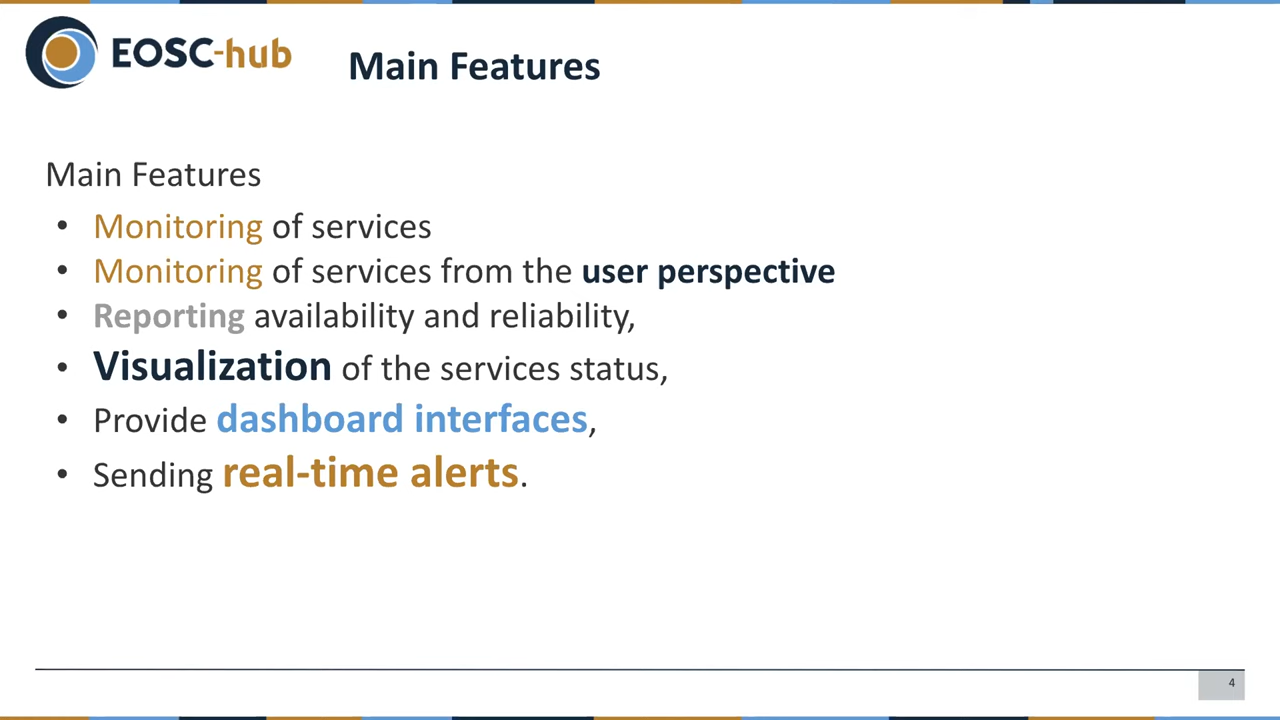 EOSC-hub
Main Features
Main Features
• Monitoring of services
• Monitoring of services from the user perspective
• Reporting availability and reliability,
• Visualization of the services status,
• Provide dashboard interfaces,
• Sending real-time alerts.
4